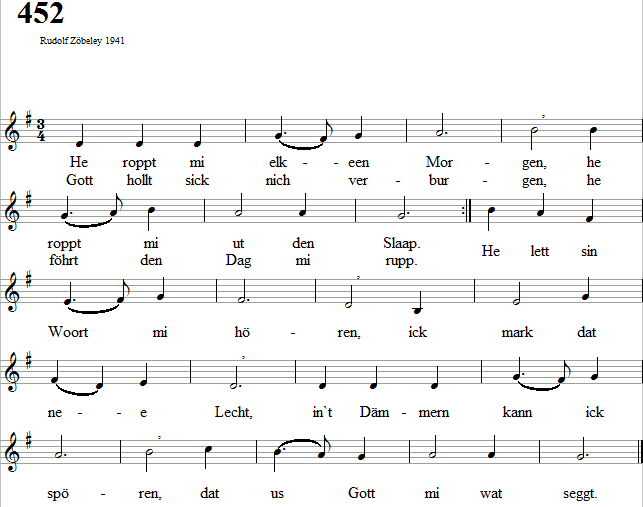 452
Rudolf Zöbeley 1941
3
4
He roppt mi elk - - een Mor - gen, he
Gott hollt sick nich ver - bur - gen, he
roppt mi ut den Slaap. He lett sin
föhrt den Dag mi rupp.
Woort mi hö - ren, ick mark dat
ne - - e Lecht, in`t Däm - mern kann ick
spö - ren, dat us Gott mi wat seggt.